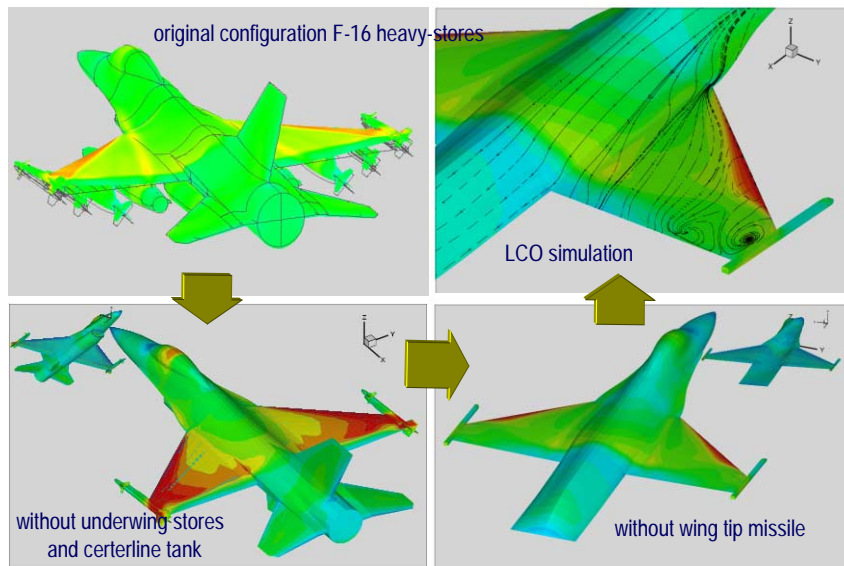 original configuration F-16 heavy-stores
Z
X
Y
LCO simulation
Z
Y
X
without underwing stores
and certerline tank
Z
Y
without wing tip missile